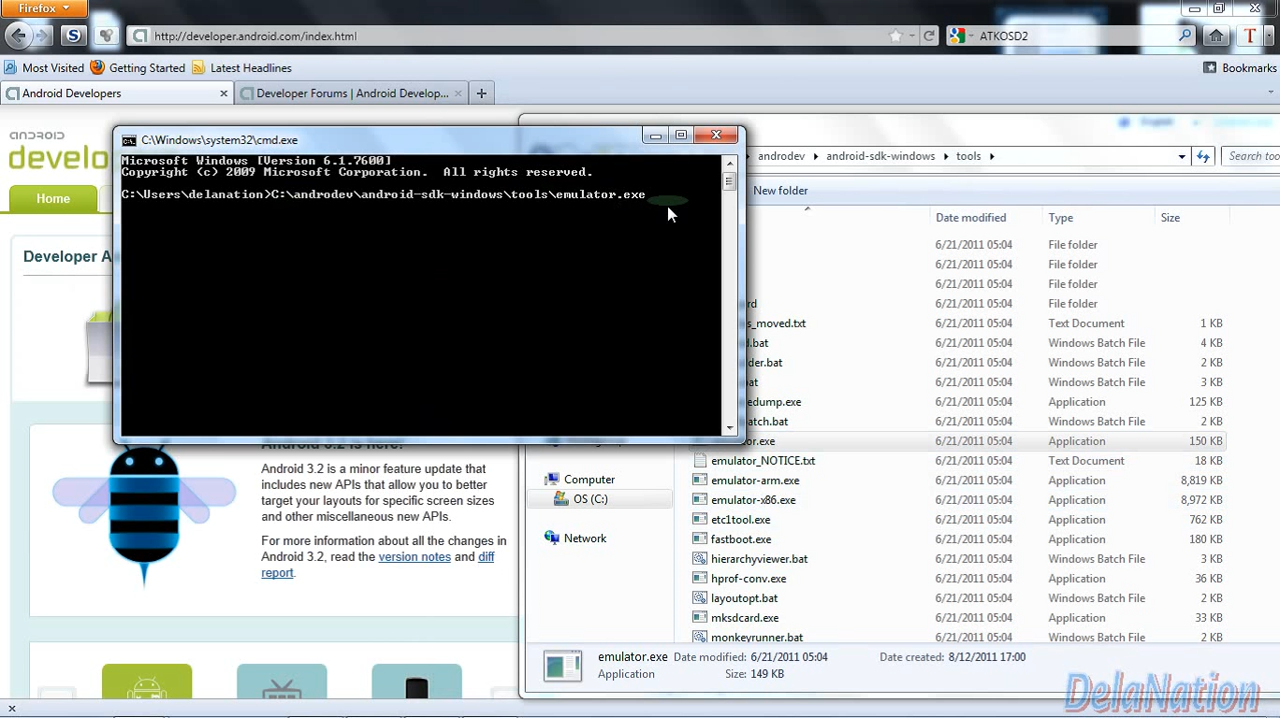 Firefox
http://developer.android.com/index.html
ATKOSD2
Most Visited
Getting Started
Latest Headlines
Bookmarks
Android Developers
Developer Forums | Android Develop...
ANDROID
develo
Home
English
C:\Windows\system32\cmd.exe
Microsoft Windows [Version 6.1.7600]
Copyright (c) 2009 Microsoft Corporation.  All rights reserved.
C:\Users\delanation>C:\androdev\android-sdk-windows\tools\emulator.exe
androdev
android-sdk-windows
tools
Search too
New folder
Date modified
Type
Size
6/21/2011 05:04 File folder
6/21/2011 05:04 File folder
6/21/2011 05:04 File folder
rd 6/21/2011 05:04 File folder
s_moved.txt 6/21/2011 05:04 Text Document 1 KB
d.bat 6/21/2011 05:04 Windows Batch File 4 KB
der.bat 6/21/2011 05:04 Windows Batch File 2 KB
at 6/21/2011 05:04 Windows Batch File 3 KB
edump.exe 6/21/2011 05:04 Application 125 KB
atch.bat 6/21/2011 05:04 Windows Batch File 2 KB
or.exe 6/21/2011 05:04 Application 150 KB
emulator_NOTICE.txt 6/21/2011 05:04 Text Document 18 KB
emulator-arm.exe 6/21/2011 05:04 Application 8,819 KB
emulator-x86.exe 6/21/2011 05:04 Application 8,972 KB
etc1tool.exe 6/21/2011 05:04 Application 762 KB
fastboot.exe 6/21/2011 05:04 Application 180 KB
hierarchyviewer.bat 6/21/2011 05:04 Windows Batch File 3 KB
hprof-conv.exe 6/21/2011 05:04 Application 36 KB
layoutopt.bat 6/21/2011 05:04 Windows Batch File 2 KB
mksdcard.exe 6/21/2011 05:04 Application 33 KB
monkeyrunner.bat 6/21/2011 05:04 Windows Batch File 2 KB
Computer
OS (C:)
Network
emulator.exe Date modified: 6/21/2011 05:04 Date created: 8/12/2011 17:00
Application Size: 149 KB
Developer A
Android 3.2 is here!
Android 3.2 is a minor feature update that
includes new APIs that allow you to better
target your layouts for specific screen sizes
and other miscellaneous new APIs.
For more information about all the changes in
Android 3.2, read the version notes and diff
report.
DelaNation